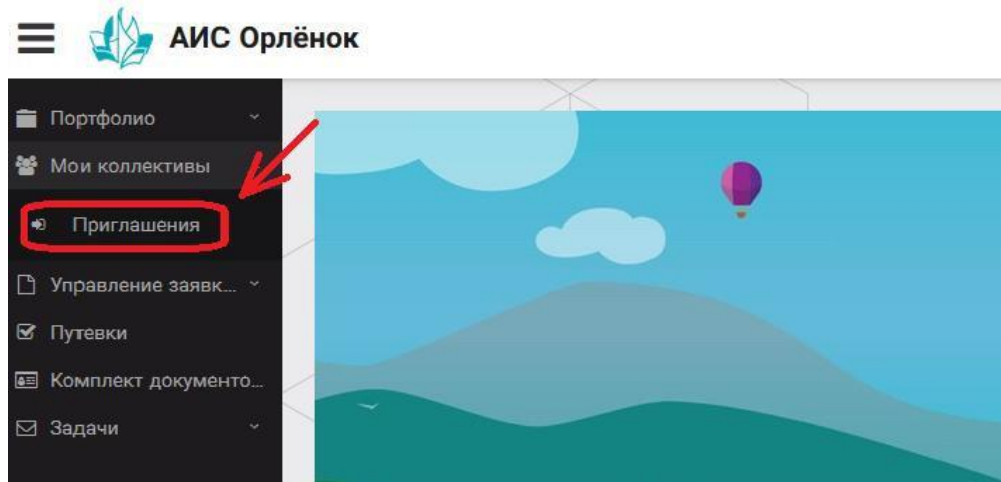 АИС Орлёнок
Портфолио
Мои коллективы
Приглашения
Управление заявк...
Путевки
Комплект документо...
Задачи